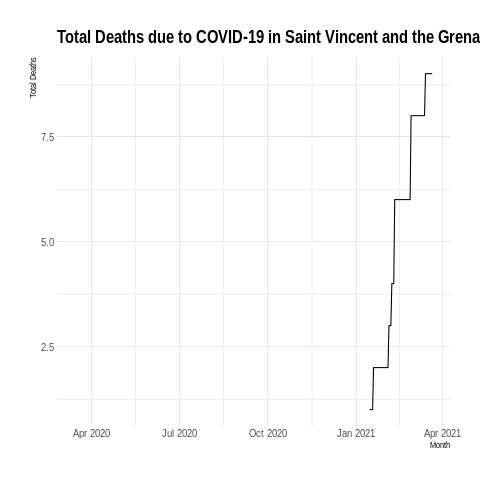 Total Deaths due to COVID-19 in Saint Vincent and the Grena
Total Deaths
7.5
5.0
2.5
Apr 2020 Jul 2020 Oct 2020 Jan 2021 Apr 2021
Month